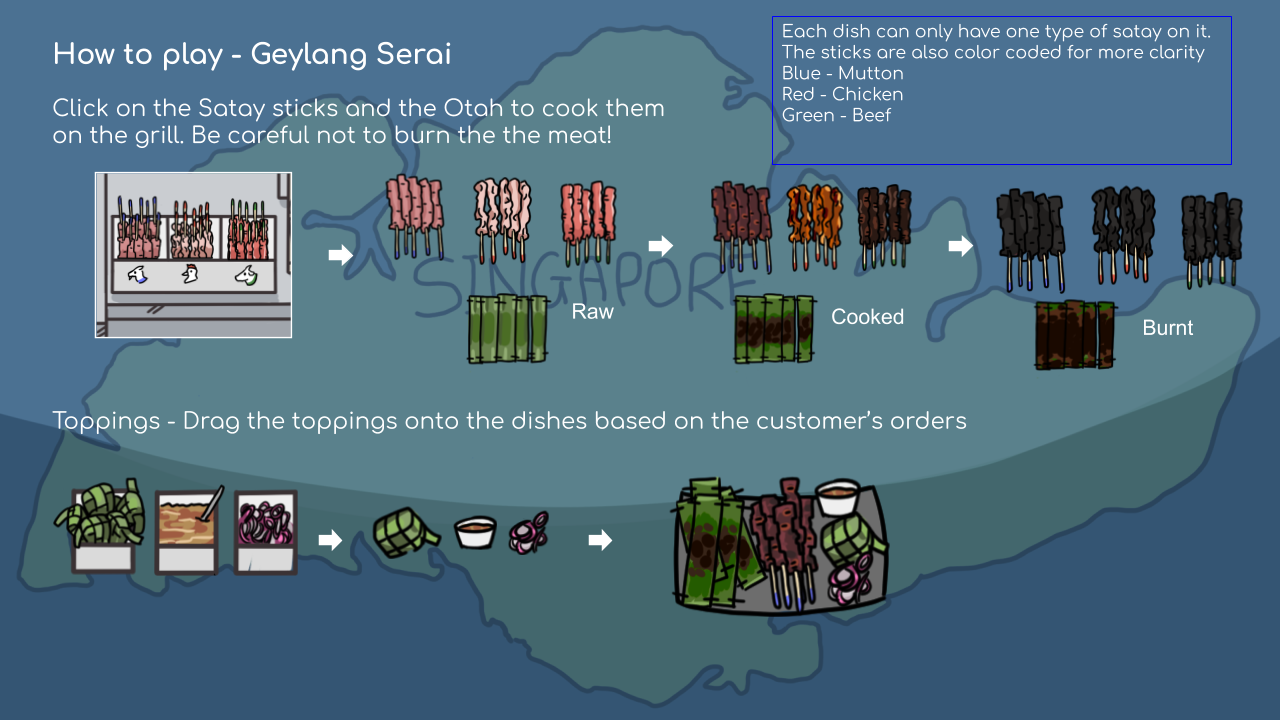 How to play - Geylang Serai
Each dish can only have one type of satay on it.
The sticks are also color coded for more clarity
Blue - Mutton
Red - Chicken
Green - Beef
Click on the Satay sticks and the Otah to cook them
on the grill. Be careful not to burn the the meat!
SINGAPORE
Raw
Cooked
Burnt
Toppings - Drag the toppings onto the dishes based on the customer's orders